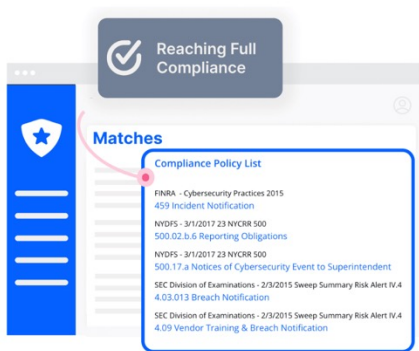 Reaching Full
Compliance
Matches
Compliance Policy List
FINRA - Cybersecurity Practices 2015
459 Incident Notification
NYDFS - 3/1/2017 23 NYCRR 500
500.02.b.6 Reporting Obligations
NYDFS - 3/1/2017 23 NYCRR 500
500.17.a Notices of Cybersecurity Event to Superintendent
SEC Division of Examinations - 2/3/2015 Sweep Summary Risk Alert IV.4
4.03.013 Breach Notification
SEC Division of Examinations - 2/3/2015 Sweep Summary Risk Alert IV.4
4.09 Vendor Training & Breach Notification